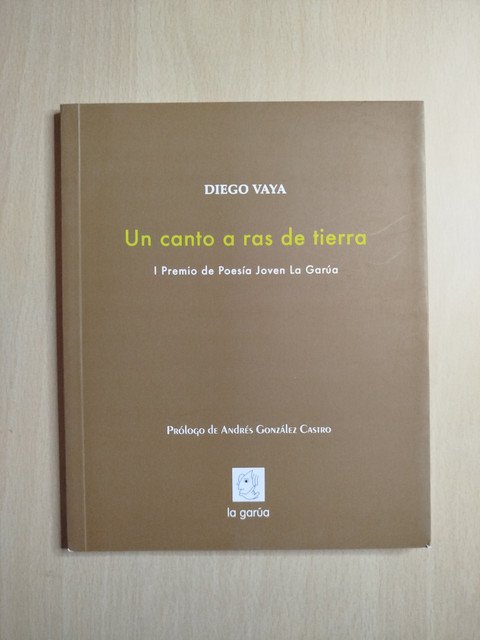 DIEGO VAYA
Un canto a ras de tierra
I Premio de Poesía Joven La Garúa
Prólogo de Andrés González Castro
la garúa